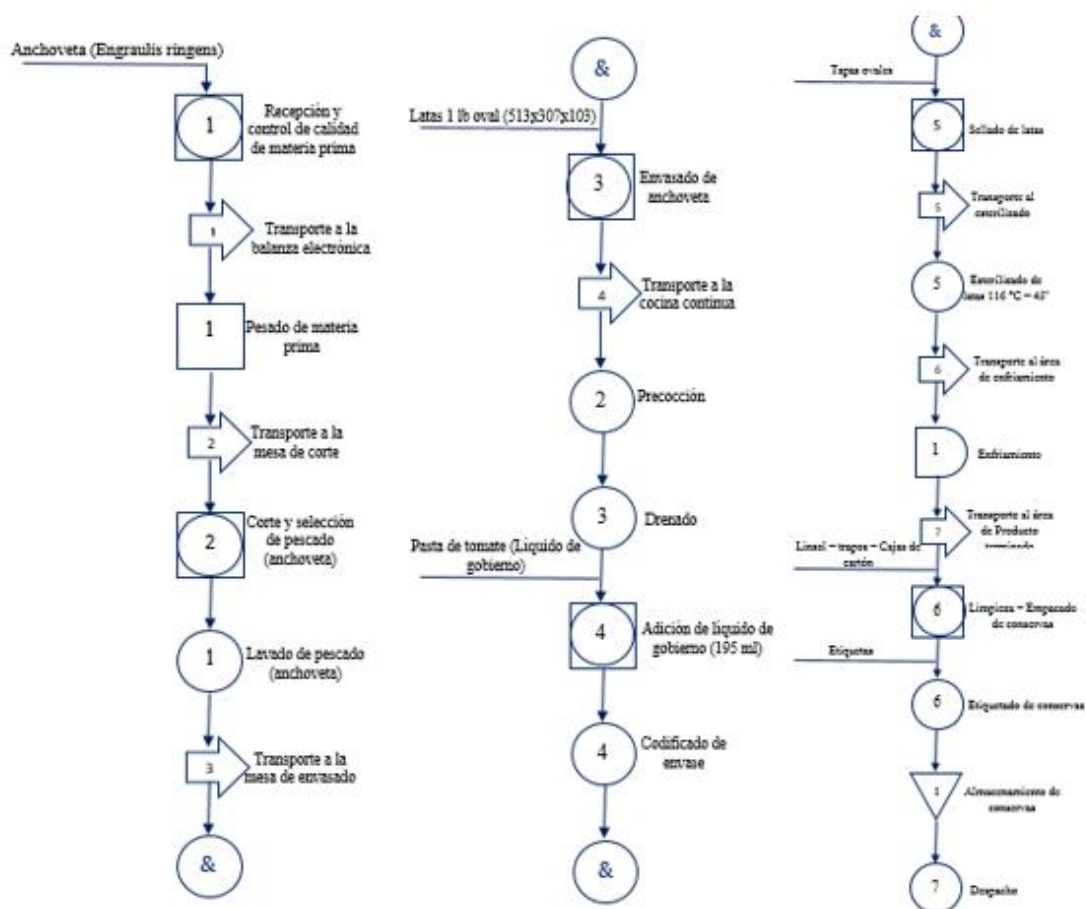 Anchoveta (Engraulis ringens)
1
Recepción y
control de calidad
de materia prima
1
Transporte a la
balanza electrónica
1
Pesado de materia
prima
2
Transporte a la
mesa de corte
2
Corte y selección
de pescado
(anchoveta)
1
Lavado de pescado
(anchoveta)
3
Transporte a la
mesa de envasado
&
&
Latas 1 lb oval (513x307x103)
3
Envasado de
anchoveta
4
Transporte a la
cocina continua
2
Precocción
3
Drenado
Pasta de tomate (Liquido de
gobierno)
4
Adición de liquido de
gobierno (195 ml)
4
Codificado de
envase
&
&
Tapas ovales
5
Sellado de latas
5
Transporte al
esterilizado
5
Esterilizado de
latas 116 °C –
6
Transporte al área
de enfriamiento
1
Enfriamiento
7
Transporte al área
de Producto
terminado
– trapos – Cajas de
cartón
6
Limpieza – Empacado
de conservas
Etiquetas
6
Etiquetado de conservas
1
Almacenamiento de
conservas
7
Despacho